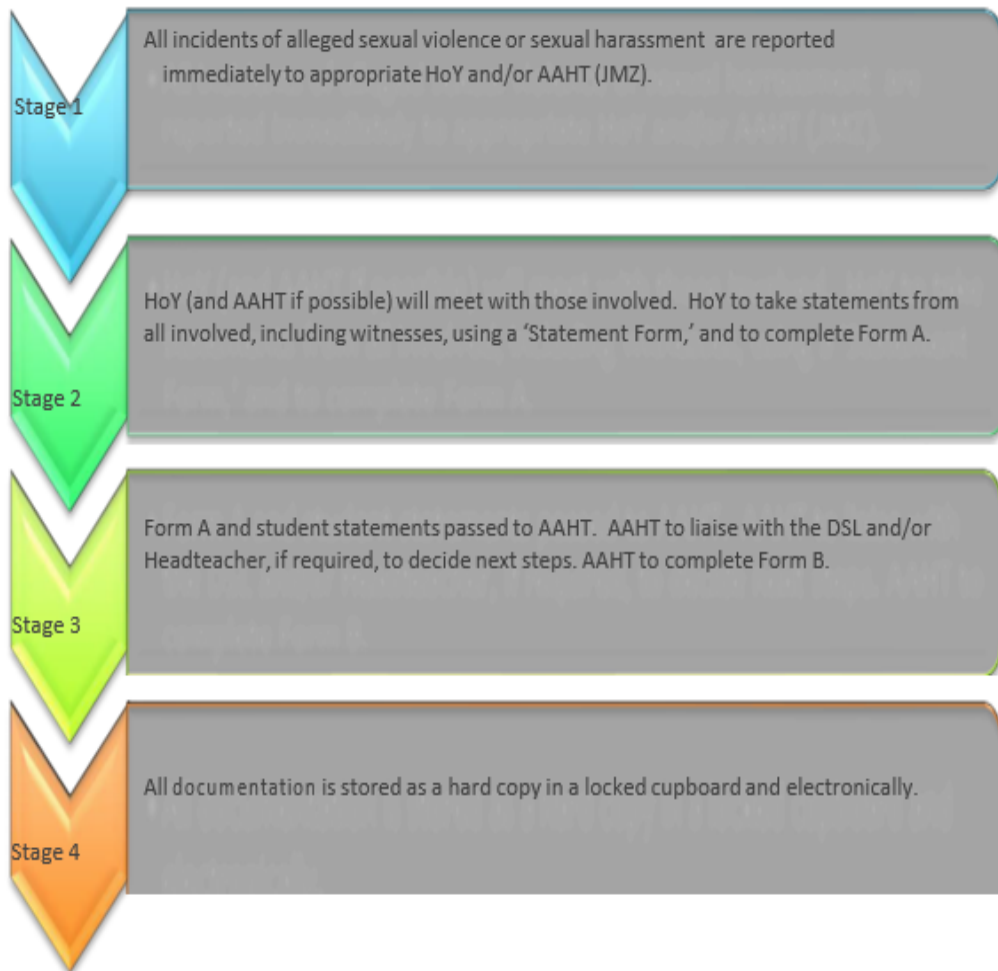 All incidents of alleged sexual violence or sexual harassment are reported
immediately to appropriate HoY and/or AAHT (JMZ).
Stage 1
HoY (and AAHT if possible) will meet with those involved. HoY to take statements from
all involved, including witnesses, using a ‘Statement Form,’ and to complete Form A.
Stage 2
Form A and student statements passed to AAHT. AAHT to liaise with the DSL and/or
Headteacher, if required, to decide next steps. AAHT to complete Form B.
Stage 3
All documentation is stored as a hard copy in a locked cupboard and electronically.
Stage 4